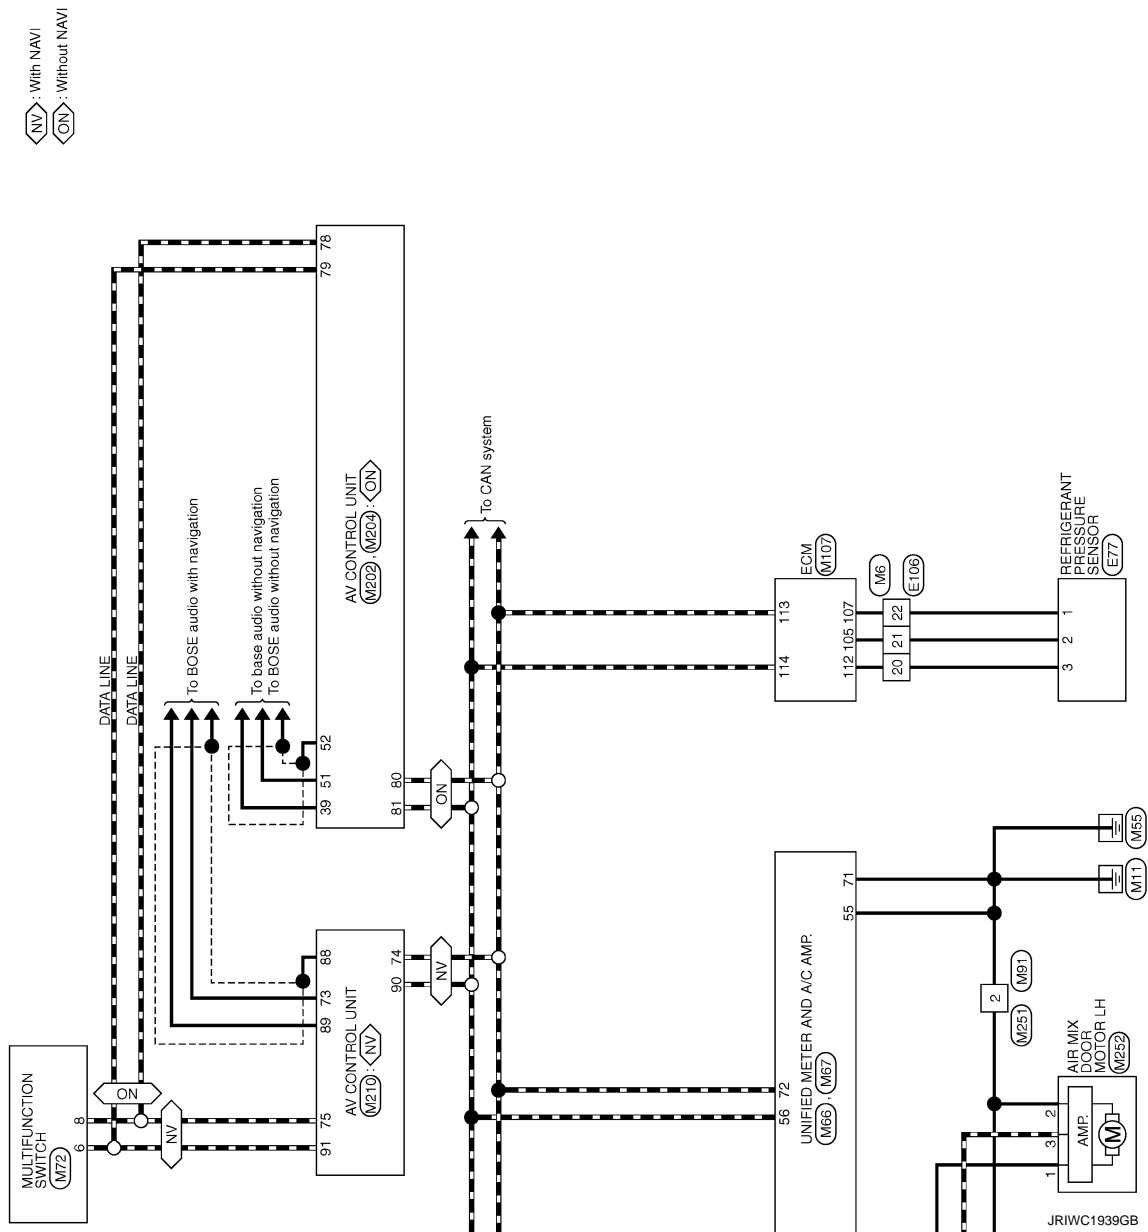 NV : With NAVI
ON : Without NAVI
DATA LINE
DATA LINE
78
79
To BOSE audio with navigation
To base audio without navigation
To BOSE audio without navigation
AV CONTROL UNIT
M202 , M204 : ON
52
51
39
80
81
ON
To CAN system
ECM
M107
113
114
107
105
112
M6
E106
22
21
20
REFRIGERANT
PRESSURE
SENSOR
E77
1
2
3
MULTIFUNCTION
SWITCH
M72
8
6
ON
NV
AV CONTROL UNIT
M210 : NV
88
73
89
75
91
74
90
NV
UNIFIED METER AND A/C AMP.
M66 , M67
72
56
71
55
M55
M11
2
M91
M251
AIR MIX
DOOR
MOTOR LH
M252
2
3
1
AMP.
M
JRIWC1939GB